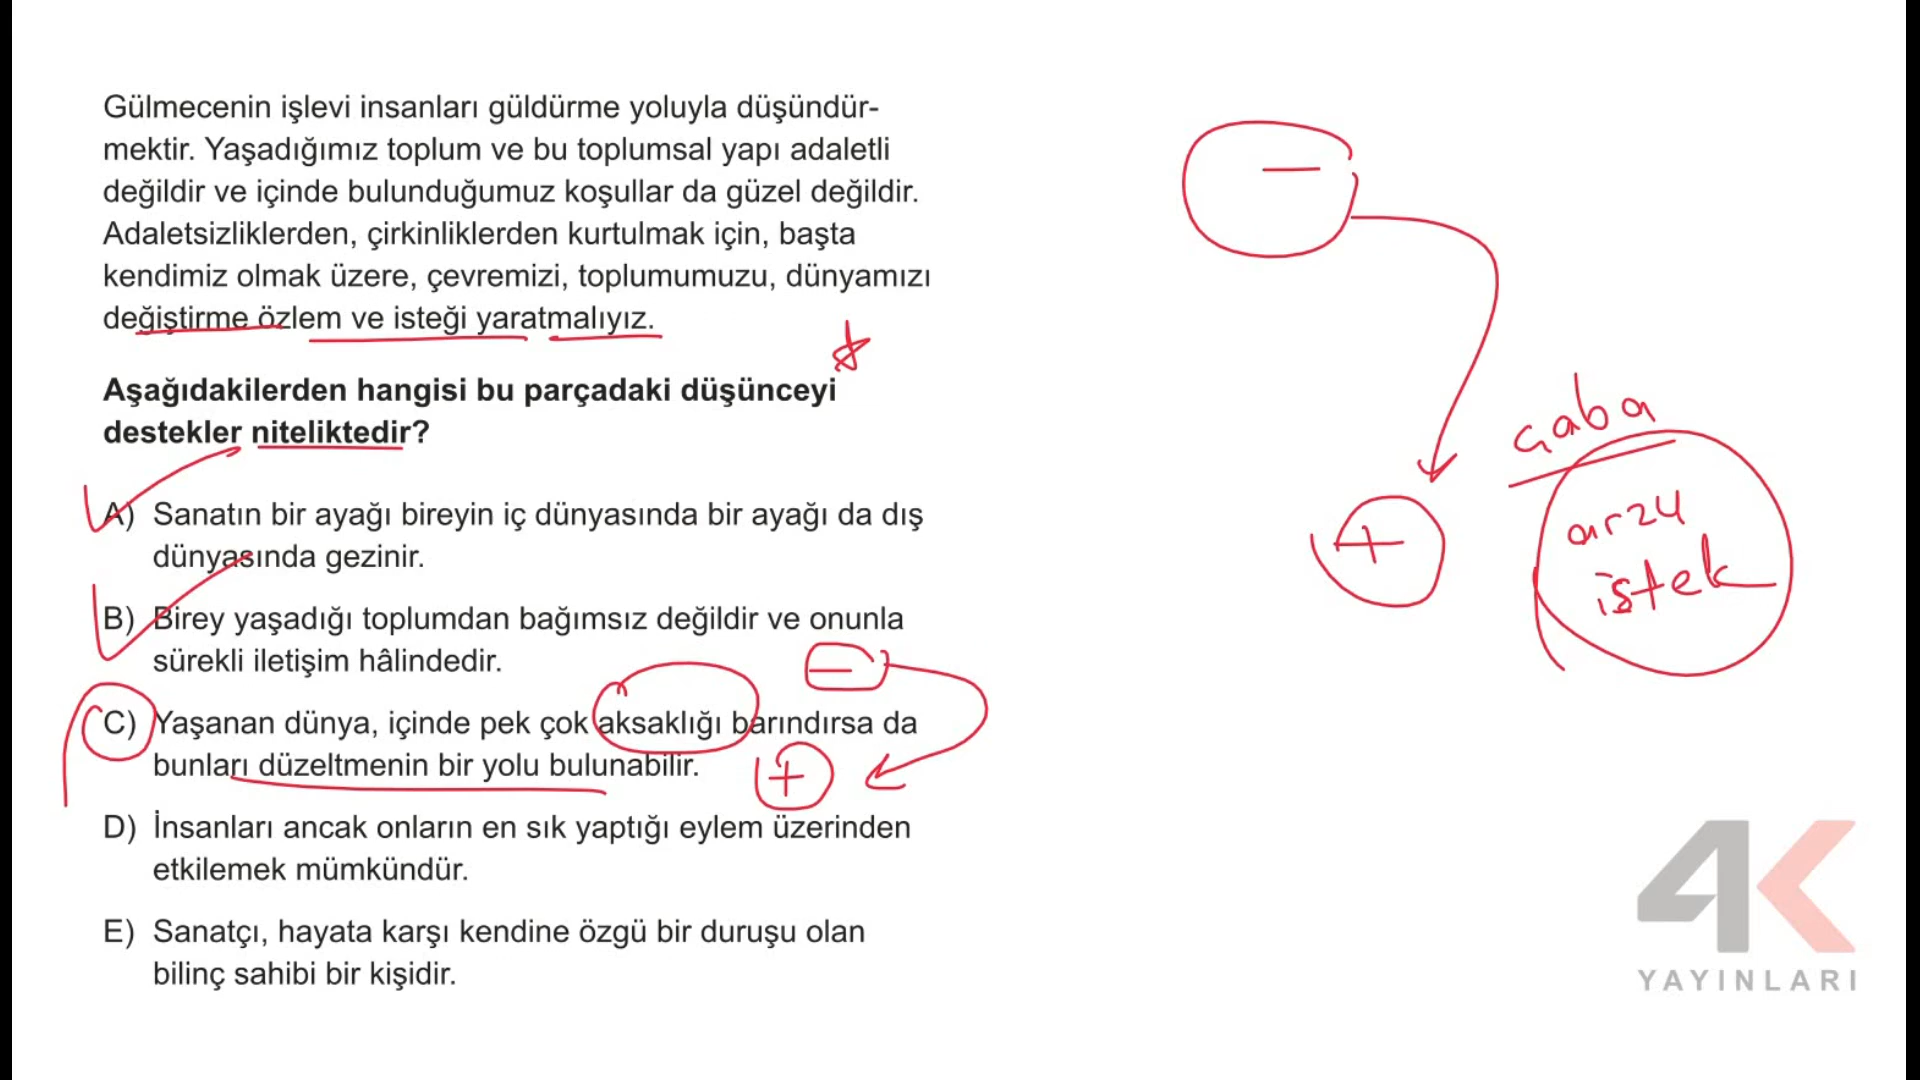 Gülmecenin işlevi insanları güldürme yoluyla düşündür-
mektir. Yaşadığımız toplum ve bu toplumsal yapı adaletli
değildir ve içinde bulunduğumuz koşullar da güzel değildir.
Adaletsizliklerden, çirkinliklerden kurtulmak için, başta
kendimiz olmak üzere, çevremizi, toplumumuzu, dünyamızı
değiştirme özlem ve isteği yaratmalıyız.
Aşağıdakilerden hangisi bu parçadaki düşünceyi
destekler niteliktedir?
A) Sanatın bir ayağı bireyin iç dünyasında bir ayağı da dış
dünyasında gezinir.
B) Birey yaşadığı toplumdan bağımsız değildir ve onunla
sürekli iletişim hâlindedir.
C) Yaşanan dünya, içinde pek çok aksaklığı barındırsa da
bunları düzeltmenin bir yolu bulunabilir.
D) İnsanları ancak onların en sık yaptığı eylem üzerinden
etkilemek mümkündür.
E) Sanatçı, hayata karşı kendine özgü bir duruşu olan
bilinç sahibi bir kişidir.
–
+
çaba
arzu
istek
–
+
4K
YAYINLARI